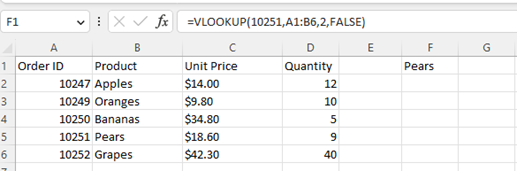 F1 fx =VLOOKUP(10251,A1:B6,2,FALSE)
A B C D E F G
1 Order ID Product Unit Price Quantity Pears
2 10247 Apples $14.00 12
3 10249 Oranges $9.80 10
4 10250 Bananas $34.80 5
5 10251 Pears $18.60 9
6 10252 Grapes $42.30 40